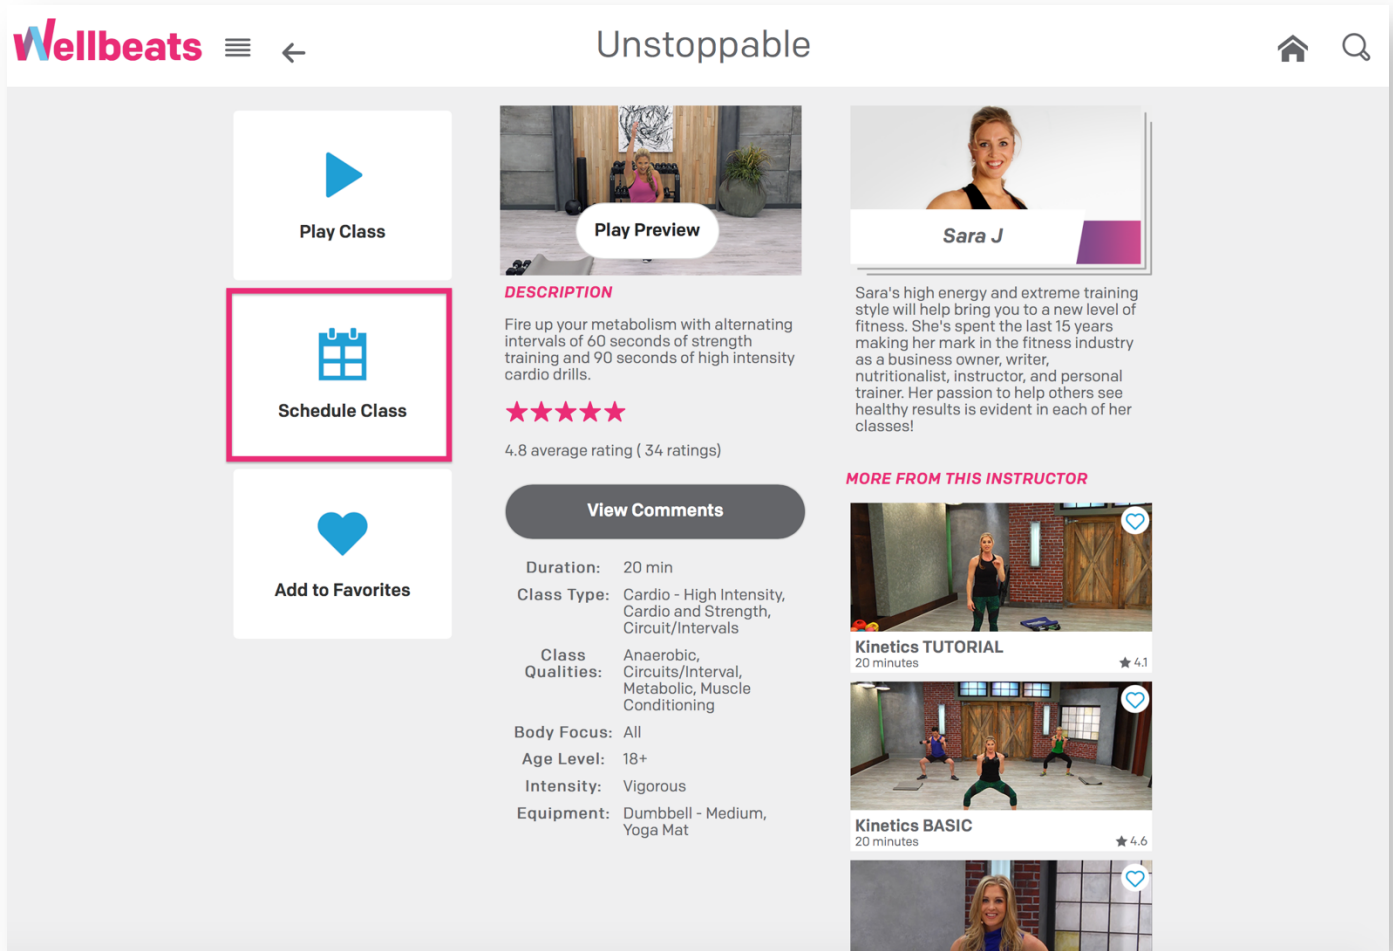 Wellbeats
Unstoppable
Play Class
Schedule Class
Add to Favorites
Play Preview
DESCRIPTION
Fire up your metabolism with alternating
intervals of 60 seconds of strength
training and 90 seconds of high intensity
cardio drills.
4.8 average rating ( 34 ratings)
View Comments
Duration: 20 min
Class Type: Cardio - High Intensity,
Cardio and Strength,
Circuit/Intervals
Class
Qualities:
Anaerobic,
Circuits/Interval,
Metabolic, Muscle
Conditioning
Body Focus: All
Age Level: 18+
Intensity: Vigorous
Equipment: Dumbbell - Medium,
Yoga Mat
Sara J
Sara's high energy and extreme training
style will help bring you to a new level of
fitness. She's spent the last 15 years
making her mark in the fitness industry
as a business owner, writer,
nutritionalist, instructor, and personal
trainer. Her passion to help others see
healthy results is evident in each of her
classes!
MORE FROM THIS INSTRUCTOR
Kinetics TUTORIAL
20 minutes 4.1
Kinetics BASIC
20 minutes 4.6